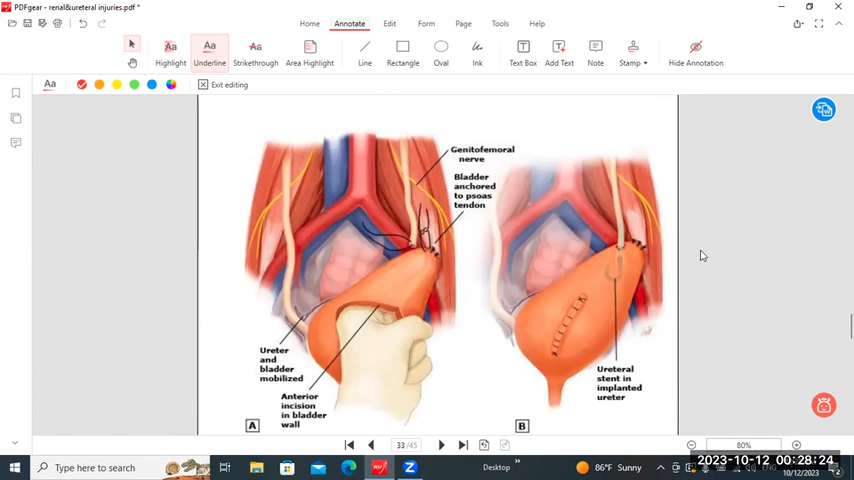 PDFgear - renal&ureteral injuries.pdf *
Home Annotate Edit Form Page Tools Help
Highlight Underline Strikethrough Area Highlight Line Rectangle Oval Ink Text Box Add Text Note Stamp Hide Annotation
Exit editing
Genitofemoral
nerve
Bladder
anchored
to psoas
tendon
Ureter
and
bladder
mobilized
Anterior
incision
in bladder
wall
Ureteral
stent in
implanted
ureter
A
B
33 /45
80%
Type here to search
Desktop
86°F Sunny
2023-10-12 00:28:24
10/12/2023